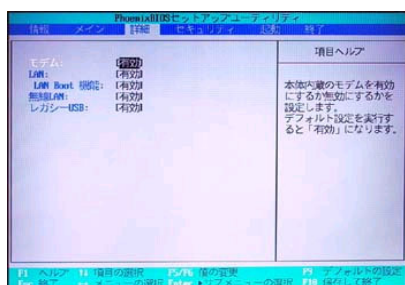 PhoenixBIOSセットアップユーティリティ
情報 メイン 詳細 セキュリティ 起動 終了
モデム: [有効]
LAN: [有効]
LAN Boot 機能: [有効]
無線LAN: [有効]
レガシーUSB: [有効]
項目ヘルプ
本体内蔵のモデムを有効
にするか無効にするかを
設定します。
デフォルト設定を実行す
ると「有効」になります。
F1 ヘルプ ↑↓ 項目の選択 F5/F6 値の変更 F9 デフォルトの設定
Esc 終了 メニューの選択 Enter ▶サブメニューの選択 F10 保存して終了